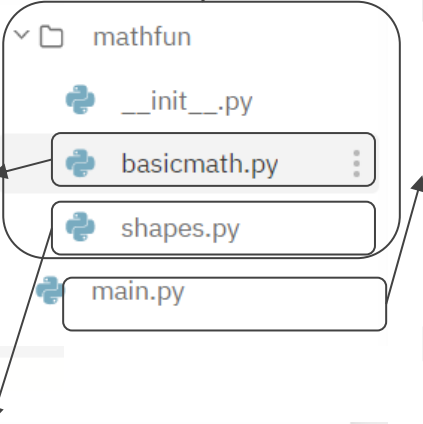 mathfun
__init__.py
basicmath.py
shapes.py
main.py